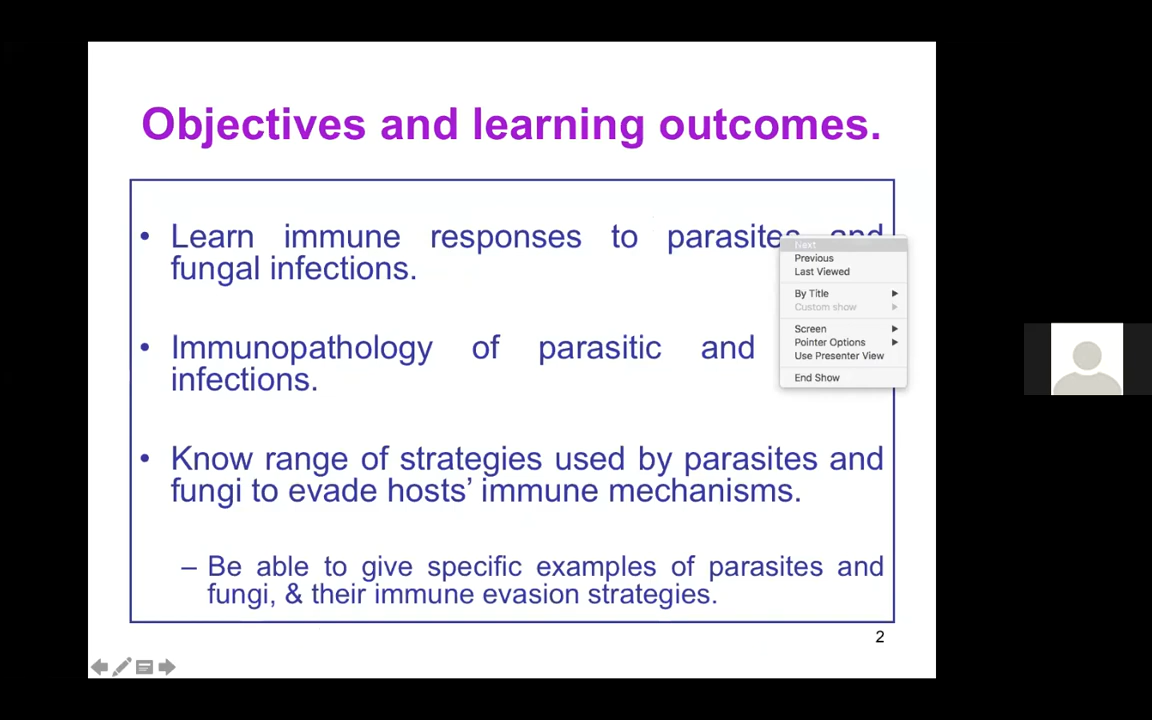 Objectives and learning outcomes.
• Learn immune responses to parasites and
fungal infections.
• Immunopathology of parasitic and
infections.
• Know range of strategies used by parasites and
fungi to evade hosts’ immune mechanisms.
– Be able to give specific examples of parasites and
fungi, & their immune evasion strategies.
2
Next
Previous
Last Viewed
By Title
Custom show
Screen
Pointer Options
Use Presenter View
End Show